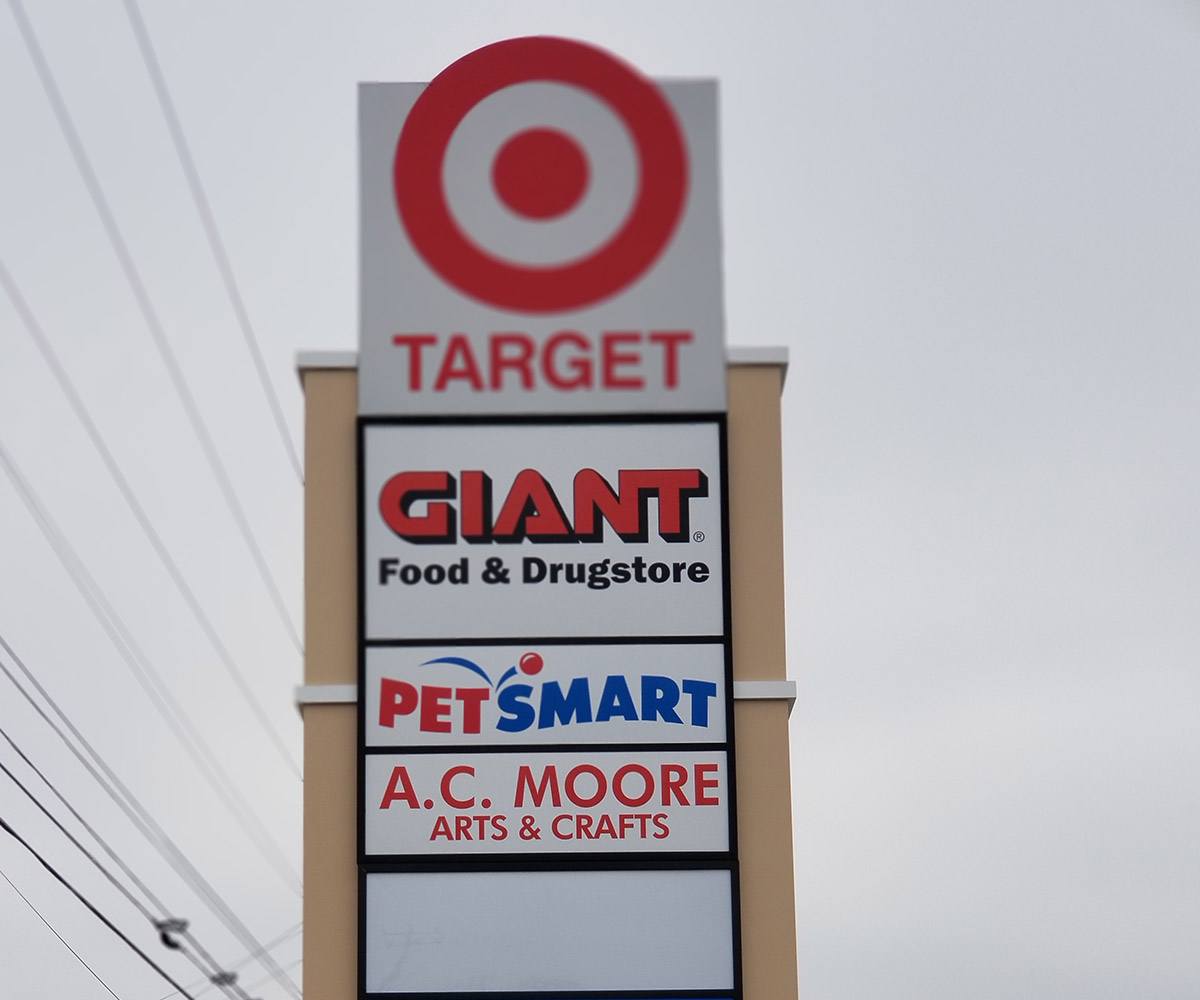 TARGET
GIANT®
Food & Drugstore
PETSMART
A.C. MOORE
ARTS & CRAFTS